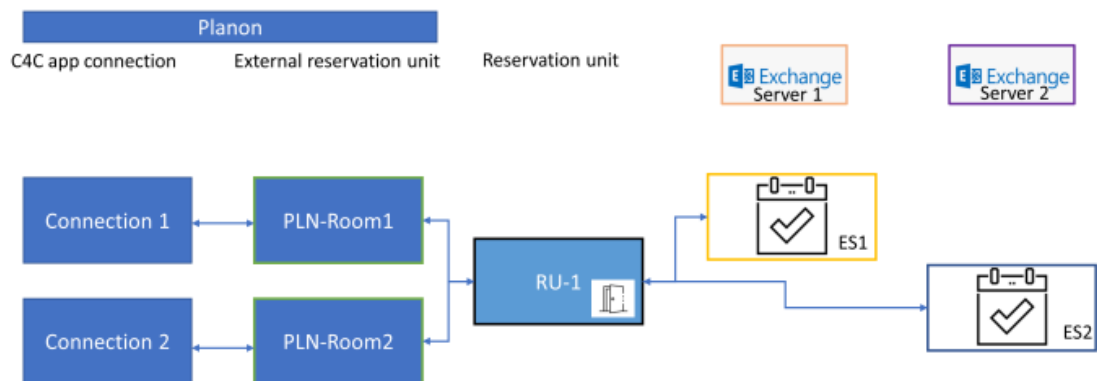 Planon
C4C app connection
External reservation unit
Reservation unit
E Exchange
Server 1
E Exchange
Server 2
Connection 1
PLN-Room1
ES1
RU-1
Connection 2
PLN-Room2
ES2